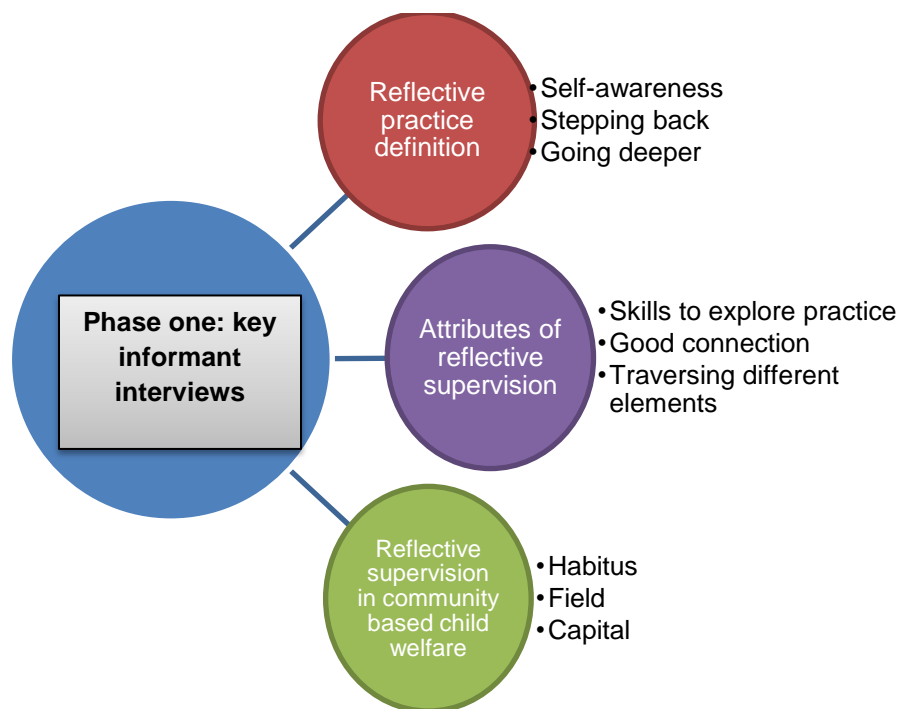 Reflective
practice
definition
•Self-awareness
•Stepping back
•Going deeper
Phase one: key
informant
interviews
Attributes of
reflective
supervision
•Skills to explore practice
•Good connection
•Traversing different
elements
Reflective
supervision
in community
based child
welfare
•Habitus
•Field
•Capital